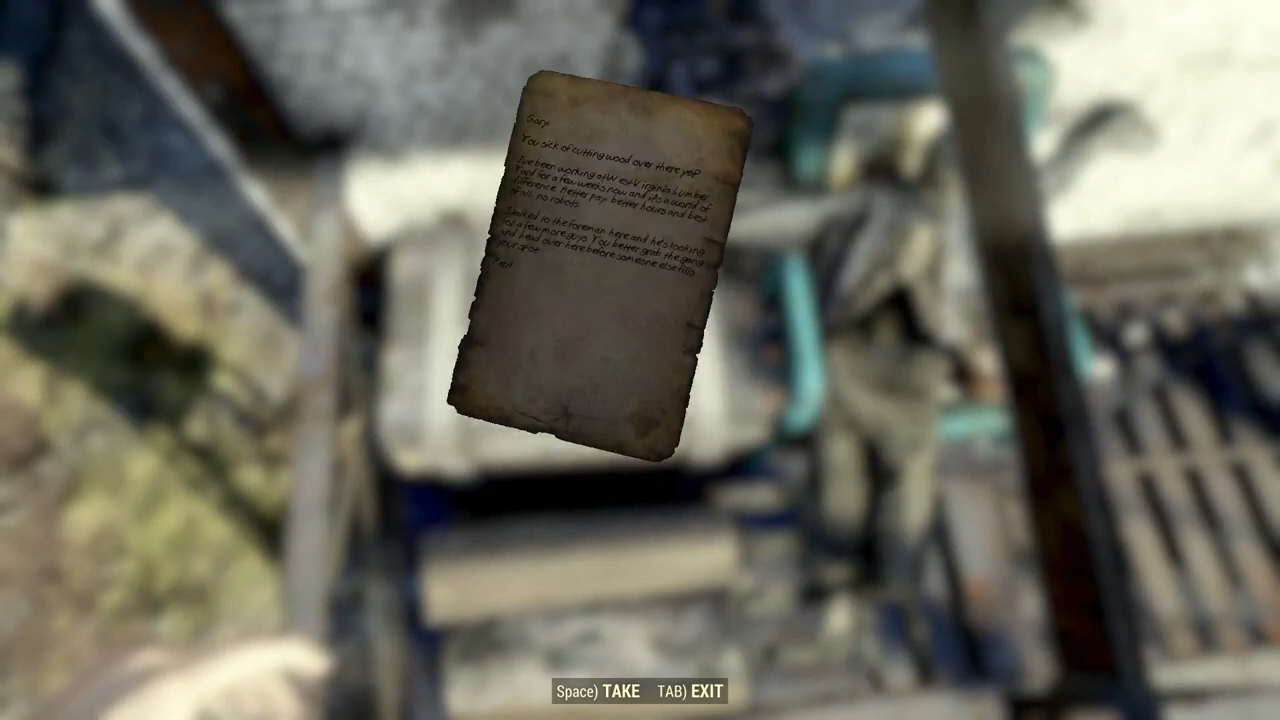 Gary,
You sick of cutting wood over there yet?
I've been working at West Virginia Lumber
Yard for a few weeks now and it's a world of
difference. Better pay, better hours and best
of all: no robots.
I talked to the foreman here and he's looking
for a few more guys. You better grab the gang
and head over here before someone else fills
your spot.
Space) TAKE TAB) EXIT